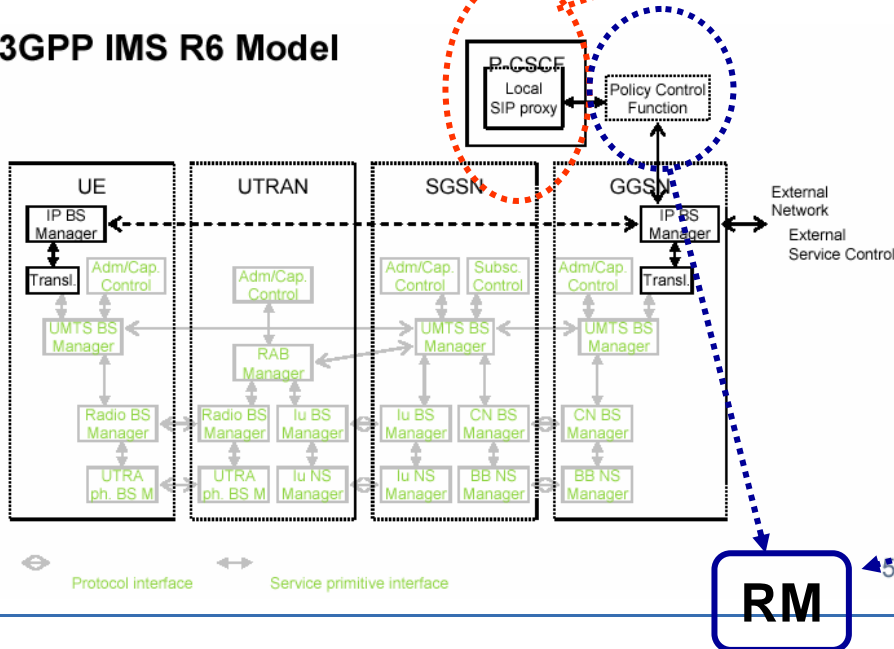 3GPP IMS R6 Model
P-CSCF
Local
SIP proxy
Policy Control
Function
UE
UTRAN
SGSN
GGSN
External
Network
External
Service Control
IP BS
Manager
IP BS
Manager
Transl.
Adm/Cap.
Control
Adm/Cap.
Control
Adm/Cap.
Control
Subsc.
Control
Adm/Cap.
Control
Transl.
UMTS BS
Manager
UMTS BS
Manager
UMTS BS
Manager
RAB
Manager
Radio BS
Manager
Radio BS
Manager
Iu BS
Manager
Iu BS
Manager
CN BS
Manager
CN BS
Manager
UTRA
ph. BS M
UTRA
ph. BS M
Iu NS
Manager
Iu NS
Manager
BB NS
Manager
BB NS
Manager
Protocol interface
Service primitive interface
RM
5